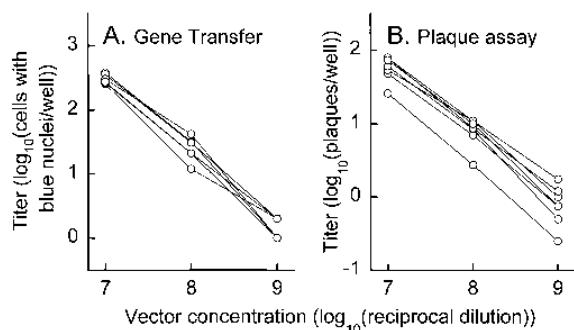 A. Gene Transfer
Titer (log10(cells with
blue nuclei/well))
3
2
1
0
7
8
9
B. Plaque assay
Titer (log10(plaques/well)
2
1
0
-1
7
8
9
Vector concentration (log10(reciprocal dilution))